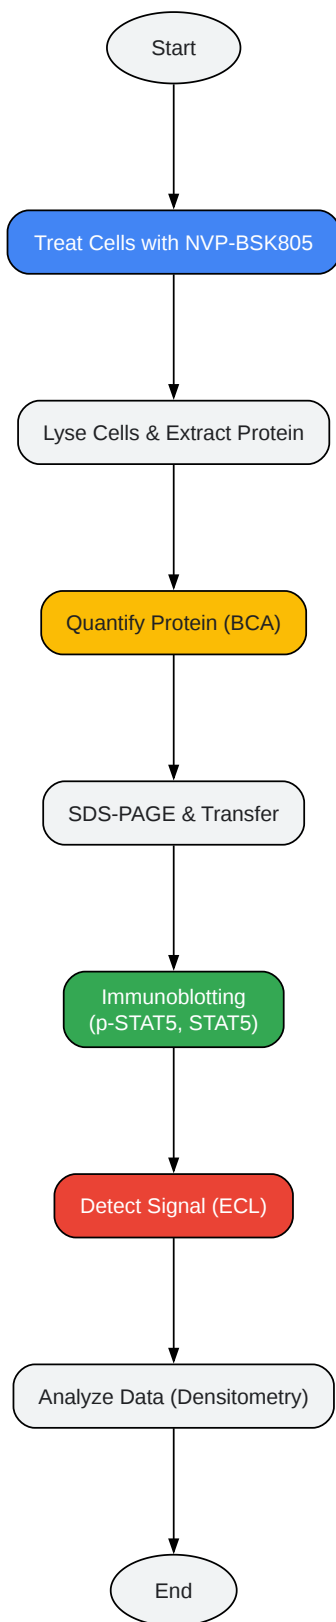 Start
Treat Cells with NVP-BSK805
Lyse Cells & Extract Protein
Quantify Protein (BCA)
SDS-PAGE & Transfer
Immunoblotting
(p-STAT5, STAT5)
Detect Signal (ECL)
Analyze Data (Densitometry)
End